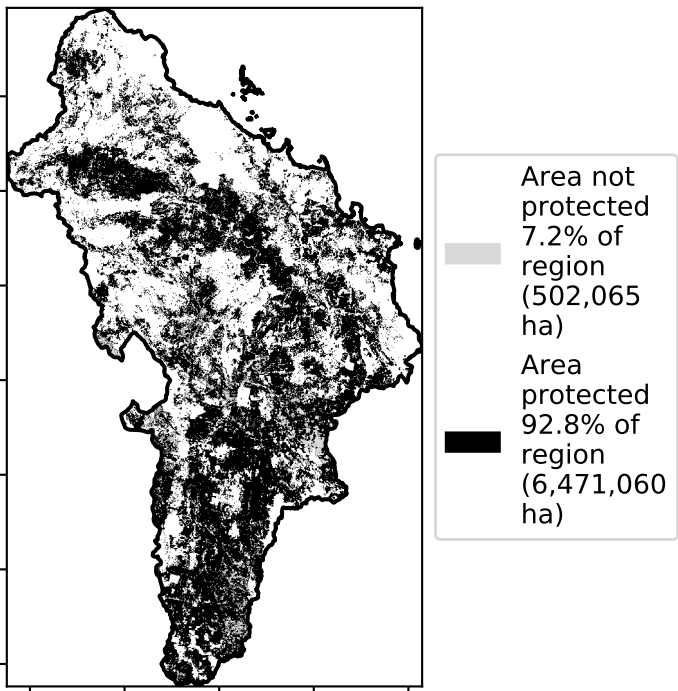 Area not
protected
7.2% of
region
(502,065
ha)
Area
protected
92.8% of
region
(6,471,060
ha)